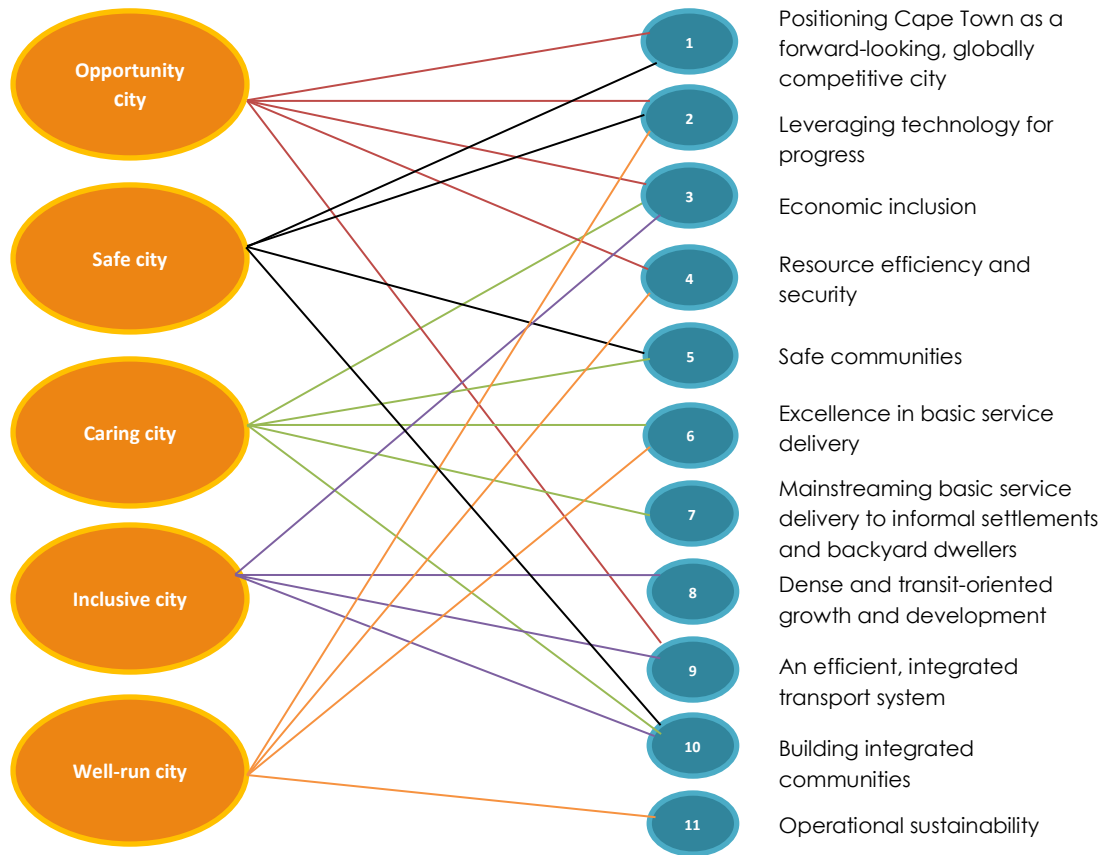 Opportunity
city
Safe city
Caring city
Inclusive city
Well-run city
1
Positioning Cape Town as a
forward-looking, globally
competitive city
2
Leveraging technology for
progress
3
Economic inclusion
4
Resource efficiency and
security
5
Safe communities
6
Excellence in basic service
delivery
7
Mainstreaming basic service
delivery to informal settlements
and backyard dwellers
8
Dense and transit-oriented
growth and development
9
An efficient, integrated
transport system
10
Building integrated
communities
11
Operational sustainability